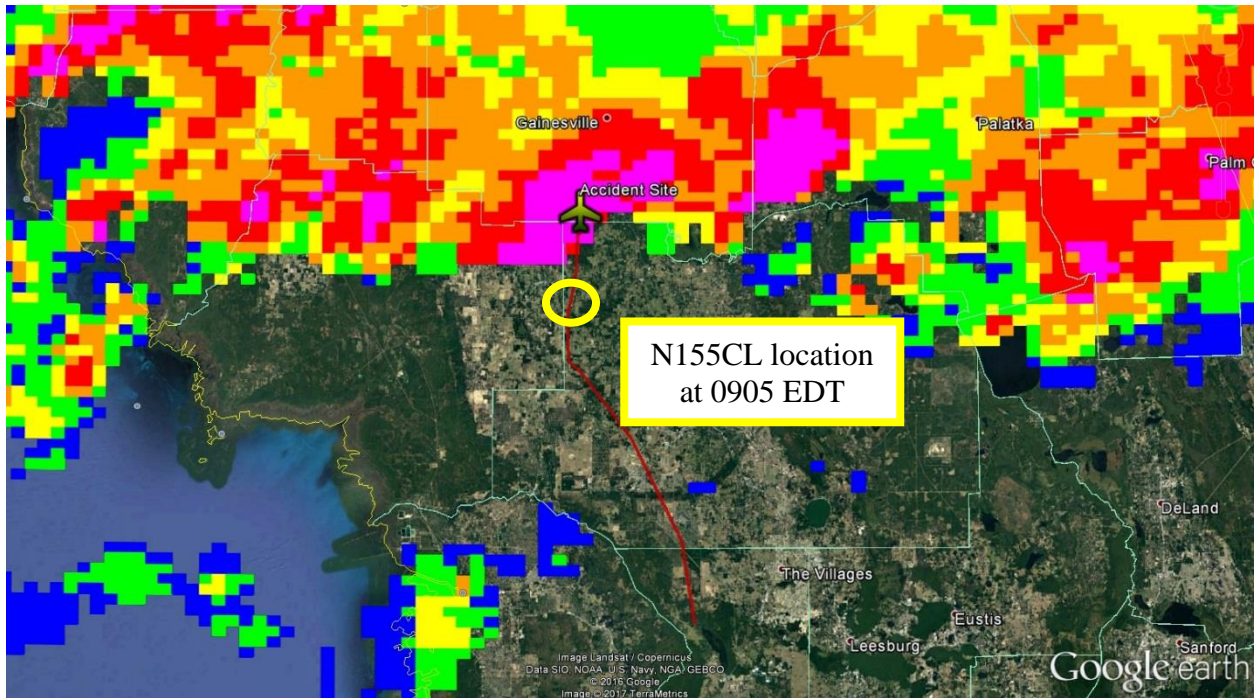 Gainesville
Palatka
Palm
Accident Site
N155CL location
at 0905 EDT
DeLand
The Villages
Eustis
Leesburg
Sanford
Image Landsat / Copernicus
Data SIO, NOAA, U.S. Navy, NGA, GEBCO
© 2016 Google
Image © 2017 TerraMetrics
Google earth